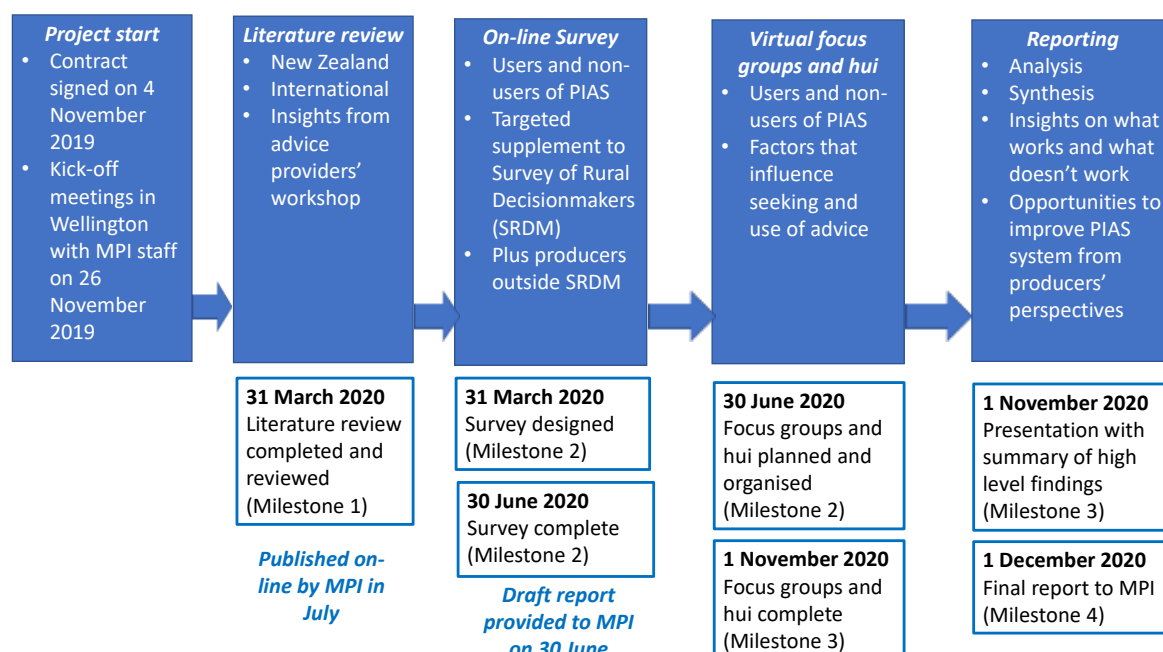 Project start
• Contract
signed on 4
November
2019
• Kick-off
meetings in
Wellington
with MPI staff
on 26
November
2019
Literature review
• New Zealand
• International
• Insights from
advice
providers’
workshop
On-line Survey
• Users and non-
users of PIAS
• Targeted
supplement to
Survey of Rural
Decisionmakers
(SRDM)
• Plus producers
outside SRDM
Virtual focus
groups and hui
• Users and non-
users of PIAS
• Factors that
influence
seeking and
use of advice
Reporting
• Analysis
• Synthesis
• Insights on what
works and what
doesn’t work
• Opportunities to
improve PIAS
system from
producers’
perspectives
31 March 2020
Literature review
completed and
reviewed
(Milestone 1)
Published on-
line by MPI in
July
31 March 2020
Survey designed
(Milestone 2)
30 June 2020
Survey complete
(Milestone 2)
Draft report
provided to MPI
on 30 June
30 June 2020
Focus groups and
hui planned and
organised
(Milestone 2)
1 November 2020
Focus groups and
hui complete
(Milestone 3)
1 November 2020
Presentation with
summary of high
level findings
(Milestone 3)
1 December 2020
Final report to MPI
(Milestone 4)